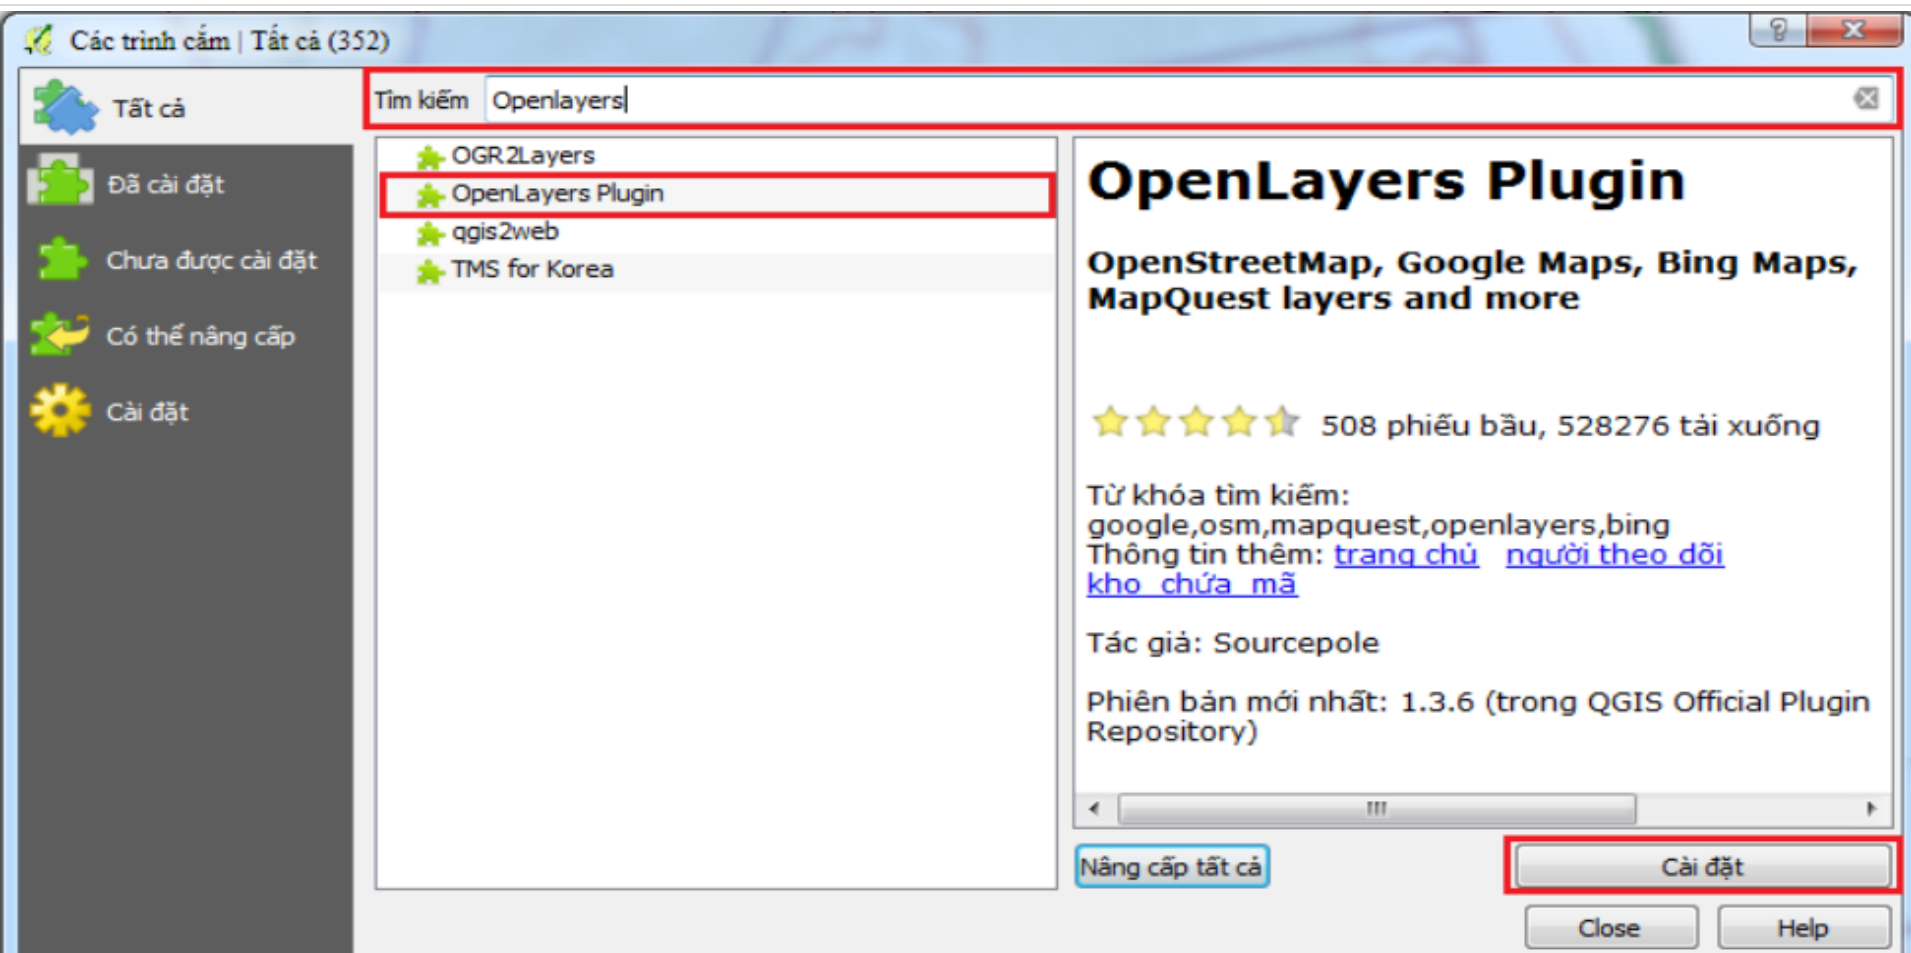 Các trình cắm | Tất cả (352)
Tất cả
Đã cài đặt
Chưa được cài đặt
Có thể nâng cấp
Cài đặt
Tìm kiếm Openlayers
OGR2Layers
OpenLayers Plugin
qgis2web
TMS for Korea
OpenLayers Plugin
OpenStreetMap, Google Maps, Bing Maps,
MapQuest layers and more
508 phiếu bầu, 528276 tải xuống
Từ khóa tìm kiếm:
google,osm,mapquest,openlayers,bing
Thông tin thêm: trang chủ người theo dõi
kho_chứa_mã
Tác giả: Sourcepole
Phiên bản mới nhất: 1.3.6 (trong QGIS Official Plugin
Repository)
Nâng cấp tất cả
Cài đặt
Close
Help